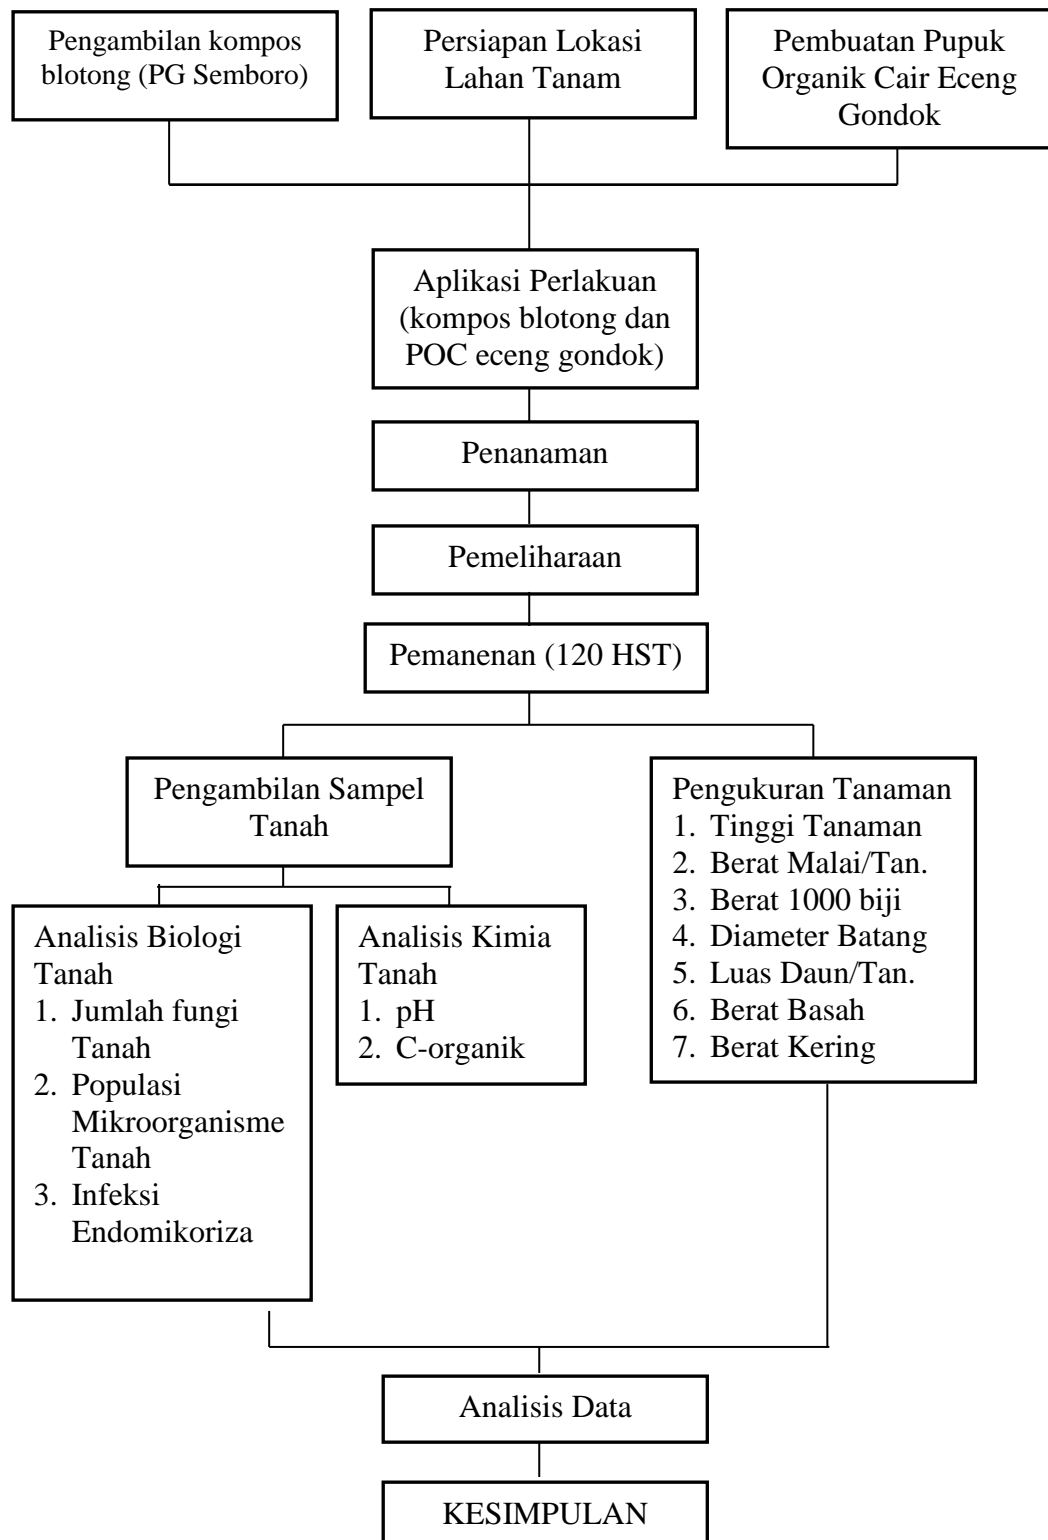 Pengambilan kompos
blotong (PG Semboro)
Persiapan Lokasi
Lahan Tanam
Pembuatan Pupuk
Organik Cair Eceng
Gondok
Aplikasi Perlakuan
(kompos blotong dan
POC eceng gondok)
Penanaman
Pemeliharaan
Pemanenan (120 HST)
Pengambilan Sampel
Tanah
Pengukuran Tanaman
1. Tinggi Tanaman
2. Berat Malai/Tan.
3. Berat 1000 biji
4. Diameter Batang
5. Luas Daun/Tan.
6. Berat Basah
7. Berat Kering
Analisis Biologi
Tanah
1. Jumlah fungi
Tanah
2. Populasi
Mikroorganisme
Tanah
3. Infeksi
Endomikoriza
Analisis Kimia
Tanah
1. pH
2. C-organik
Analisis Data
KESIMPULAN